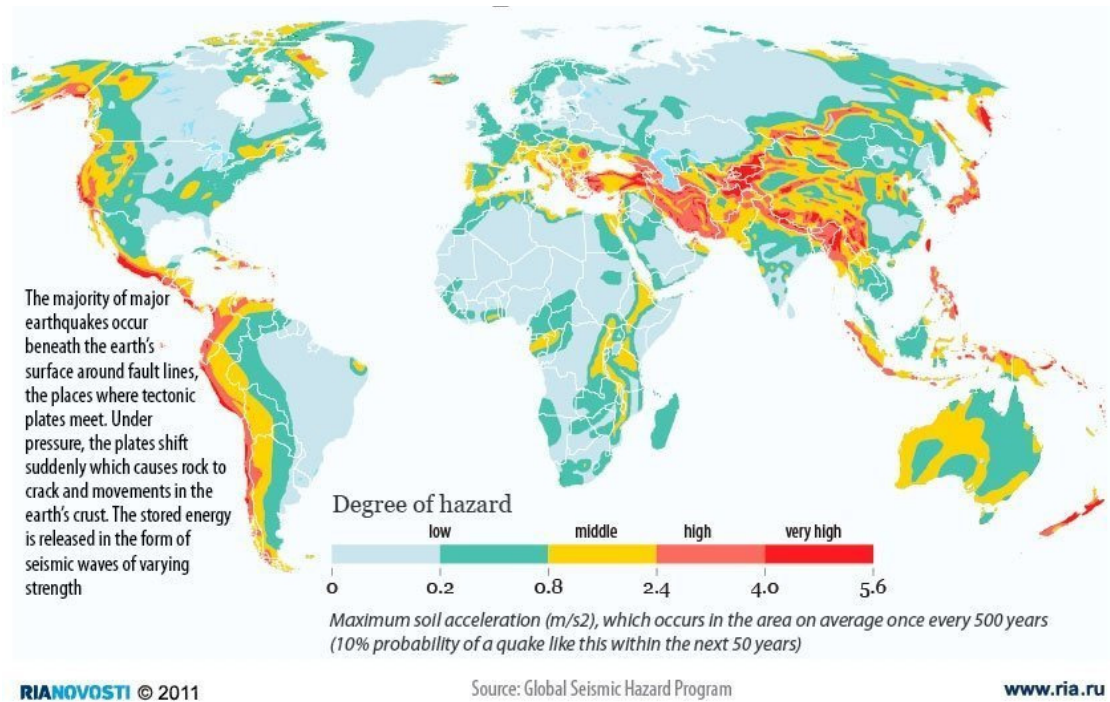 The majority of major
earthquakes occur
beneath the earth's
surface around fault lines,
the places where tectonic
plates meet. Under
pressure, the plates shift
suddenly which causes rock to
crack and movements in the
earth's crust. The stored energy
is released in the form of
seismic waves of varying
strength
Degree of hazard
low middle high very high
0 0.2 0.8 2.4 4.0 5.6
Maximum soil acceleration (m/s2), which occurs in the area on average once every 500 years
(10% probability of a quake like this within the next 50 years)
RIANOVOSTI © 2011
Source: Global Seismic Hazard Program
www.ria.ru